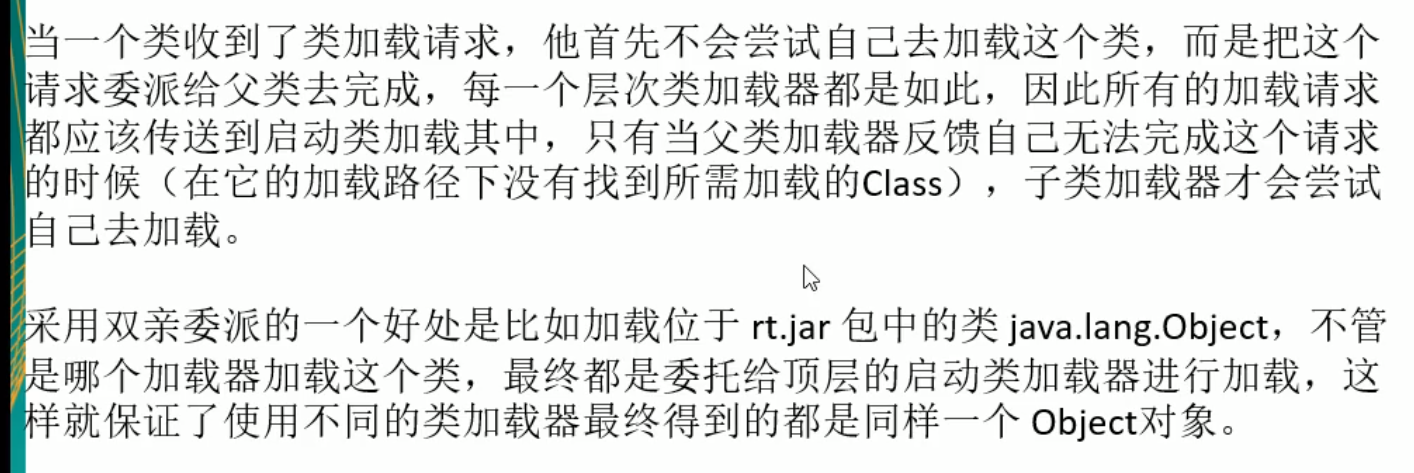 当一个类收到了类加载请求，他首先不会尝试自己去加载这个类，而是把这个
请求委派给父类去完成，每一个层次类加载器都是如此，因此所有的加载请求
都应该传送到启动类加载其中，只有当父类加载器反馈自己无法完成这个请求
的时候（在它的加载路径下没有找到所需加载的Class），子类加载器才会尝试
自己去加载。
采用双亲委派的一个好处是比如加载位于 rt.jar 包中的类 java.lang.Object，不管
是哪个加载器加载这个类，最终都是委托给顶层的启动类加载器进行加载，这
样就保证了使用不同的类加载器最终得到的都是同样一个 Object对象。